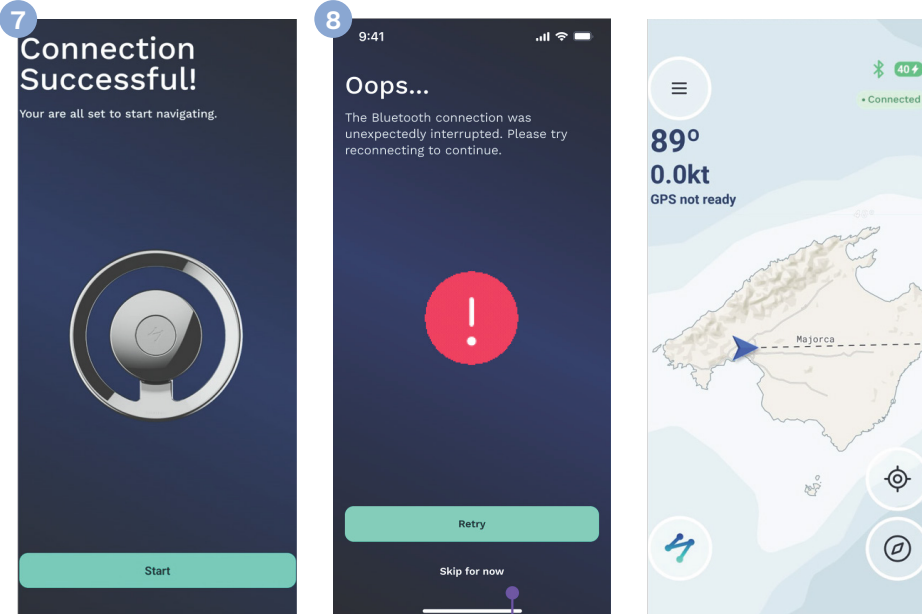 7
Connection
Successful!
Your are all set to start navigating.
Start
8
9:41
Oops...
The Bluetooth connection was
unexpectedly interrupted. Please try
reconnecting to continue.
Retry
Skip for now
40
• Connected
89°
0.0kt
GPS not ready
Majorca